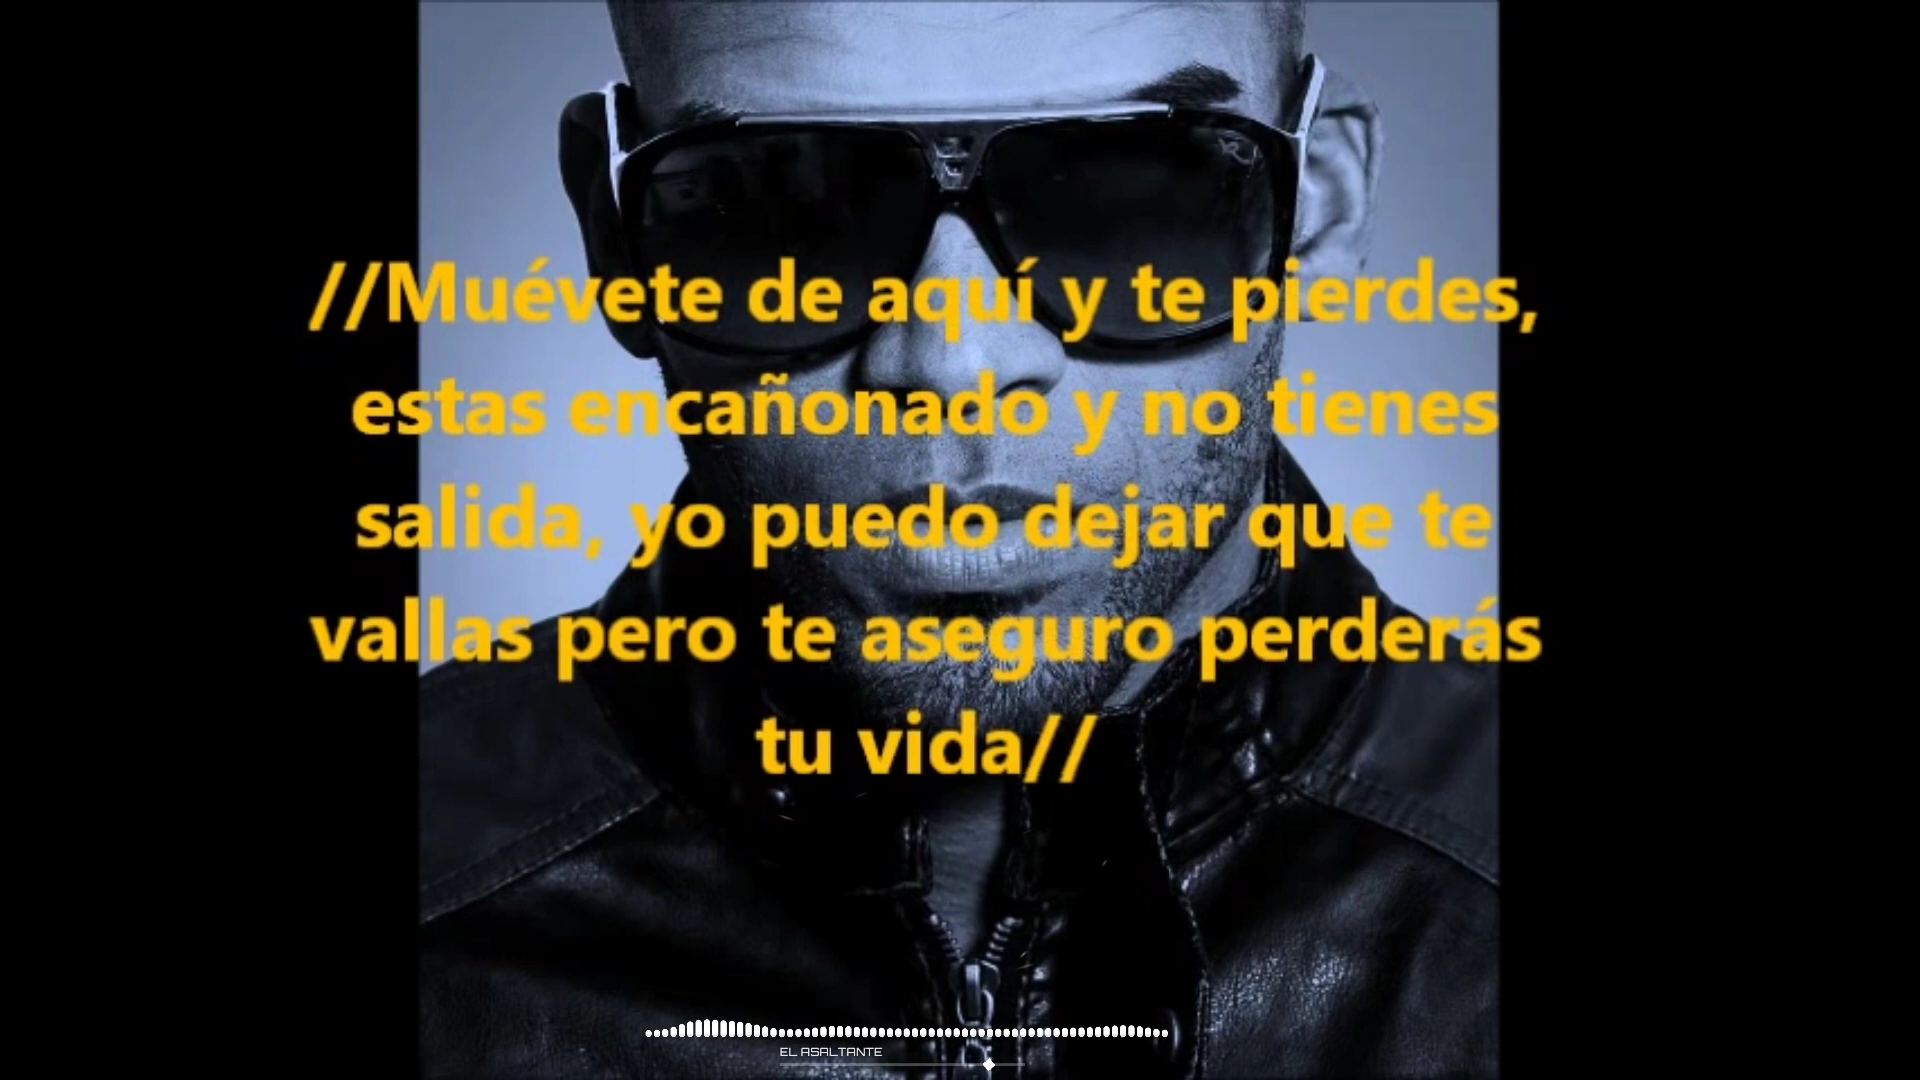 //Muévete de aquí y te pierdes,
estas encañonado y no tienes
salida, yo puedo dejar que te
vallas pero te aseguro perderás
tu vida//
EL ASALTANTE